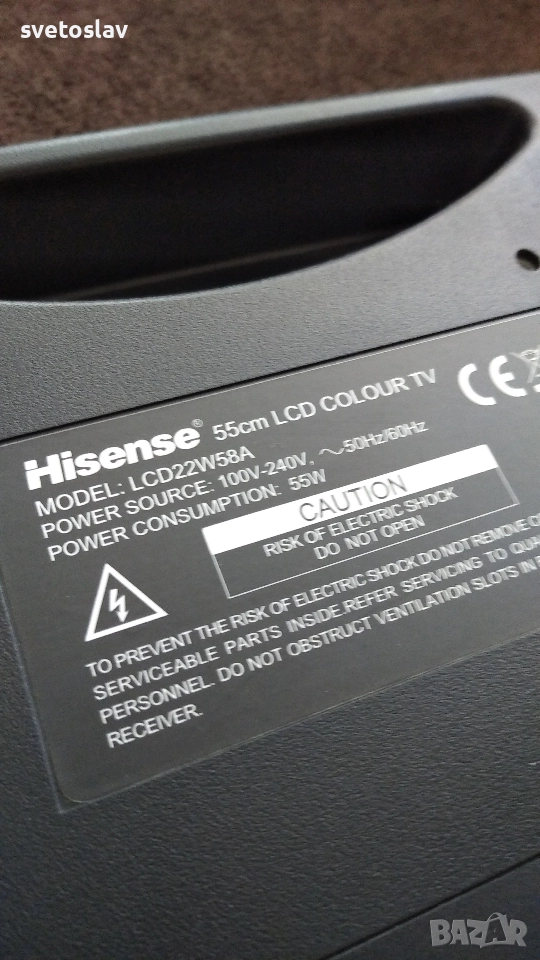 svetoslav
Hisense® 55cm LCD COLOUR TV
CE
MODEL: LCD22W58A
POWER SOURCE: 100V-240V, ~50Hz/60Hz
POWER CONSUMPTION: 55W
CAUTION
RISK OF ELECTRIC SHOCK
DO NOT OPEN
TO PREVENT THE RISK OF ELECTRIC SHOCK DO NOT REMOVE
SERVICEABLE PARTS INSIDE.REFER SERVICING TO
PERSONNEL. DO NOT OBSTRUCT VENTILATION SLOTS IN
RECEIVER.
BAZAR